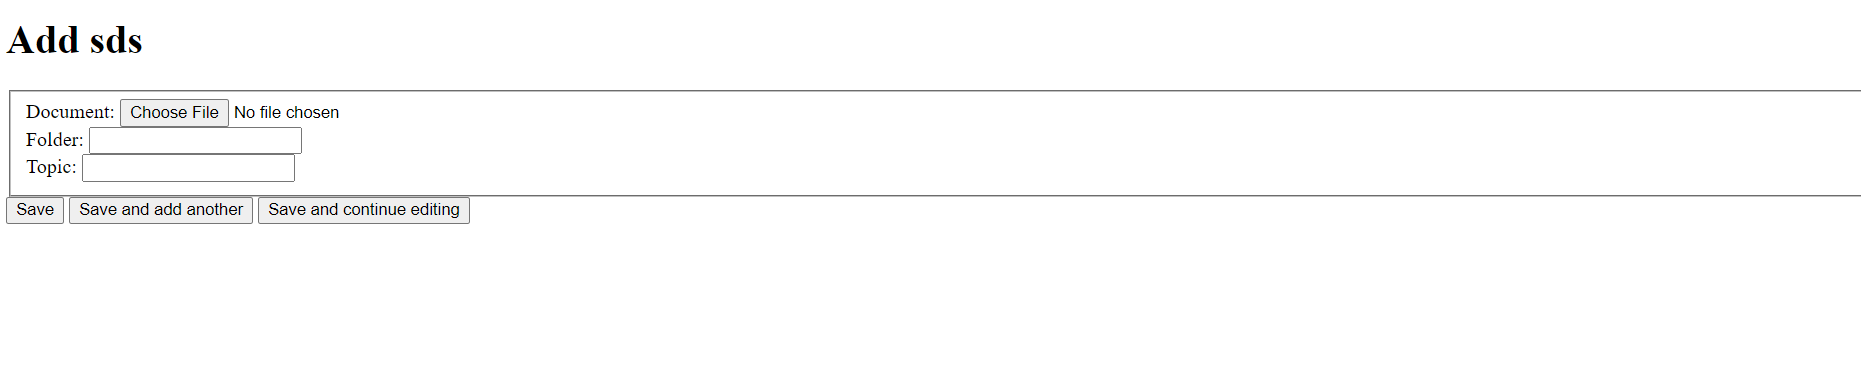 Add sds
Document: Choose File No file chosen
Folder:
Topic:
Save Save and add another Save and continue editing